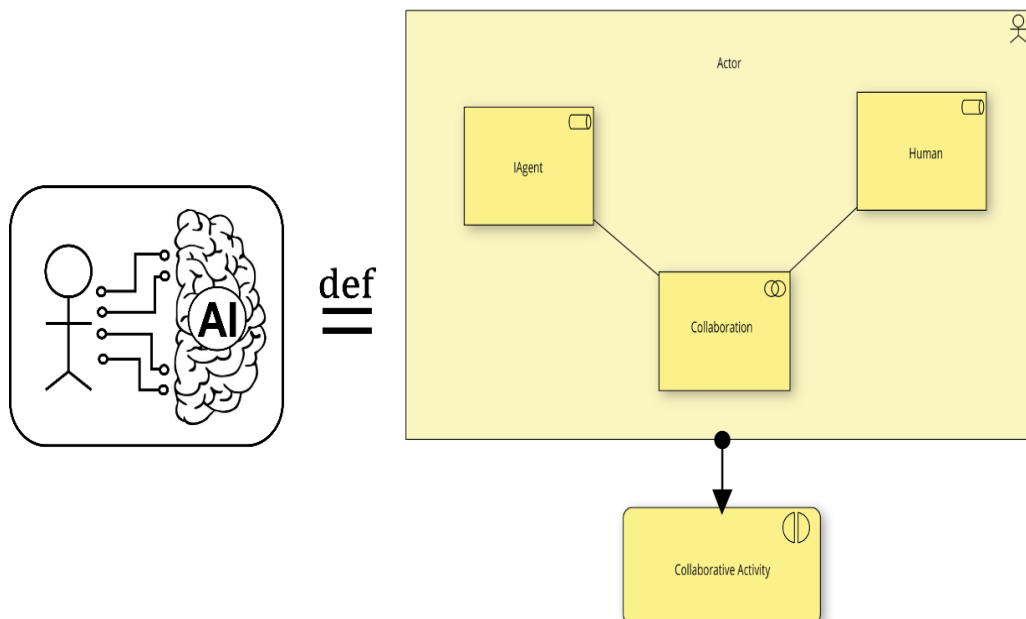 AI
def
Actor
IAgent
Human
Collaboration
Collaborative Activity